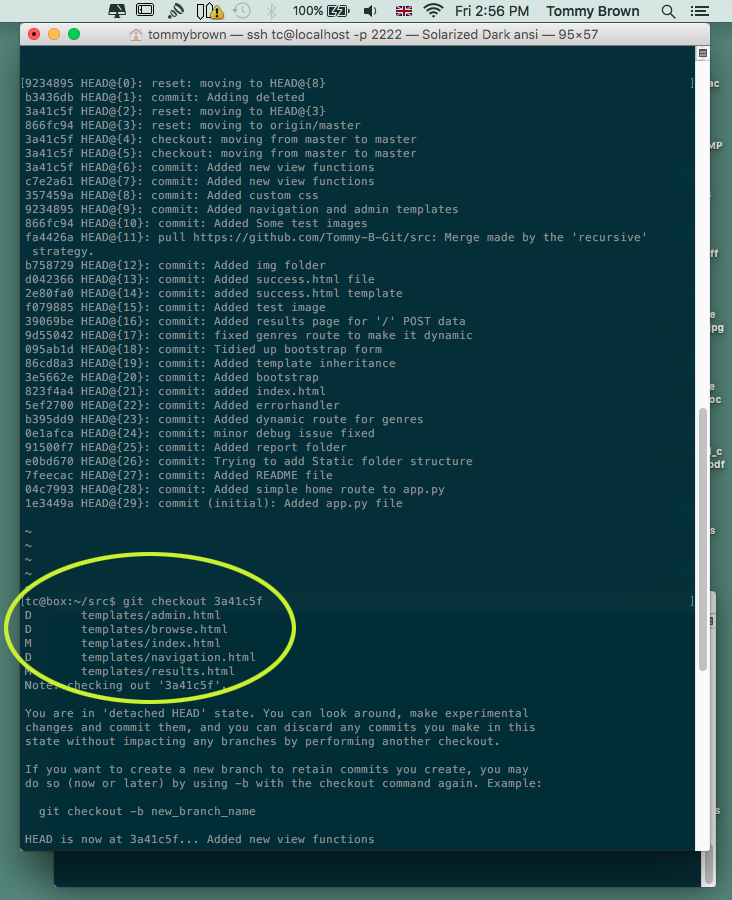 100% Fri 2:56 PM Tommy Brown
tommybrown — ssh tc@localhost -p 2222 — Solarized Dark ansi — 95×57
[9234895 HEAD@{0}: reset: moving to HEAD@{8} ]
b3436db HEAD@{1}: commit: Adding deleted
3a41c5f HEAD@{2}: reset: moving to HEAD@{3}
866fc94 HEAD@{3}: reset: moving to origin/master
3a41c5f HEAD@{4}: checkout: moving from master to master
3a41c5f HEAD@{5}: checkout: moving from master to master
3a41c5f HEAD@{6}: commit: Added new view functions
c7e2a61 HEAD@{7}: commit: Added new view functions
357459a HEAD@{8}: commit: Added custom css
9234895 HEAD@{9}: commit: Added navigation and admin templates
866fc94 HEAD@{10}: commit: Added Some test images
fa4426a HEAD@{11}: pull https://github.com/Tommy-B-Git/src: Merge made by the 'recursive'
strategy.
b758729 HEAD@{12}: commit: Added img folder
d042366 HEAD@{13}: commit: Added success.html file
2e80fa0 HEAD@{14}: commit: added success.html template
f079885 HEAD@{15}: commit: Added test image
39069be HEAD@{16}: commit: Added results page for '/' POST data
9d55042 HEAD@{17}: commit: fixed genres route to make it dynamic
095ab1d HEAD@{18}: commit: Tidied up bootstrap form
86cd8a3 HEAD@{19}: commit: Added template inheritance
3e5662e HEAD@{20}: commit: Added bootstrap
823f4a4 HEAD@{21}: commit: added index.html
5ef2700 HEAD@{22}: commit: Added errorhandler
b395dd9 HEAD@{23}: commit: Added dynamic route for genres
0e1afca HEAD@{24}: commit: minor debug issue fixed
91500f7 HEAD@{25}: commit: Added report folder
e0bd670 HEAD@{26}: commit: Trying to add Static folder structure
7feecac HEAD@{27}: commit: Added README file
04c7993 HEAD@{28}: commit: Added simple home route to app.py
1e3449a HEAD@{29}: commit (initial): Added app.py file
~
~
~
~
[tc@box:~/src$ git checkout 3a41c5f ]
D templates/admin.html
D templates/browse.html
M templates/index.html
D templates/navigation.html
M templates/results.html
Note: checking out '3a41c5f'.
You are in 'detached HEAD' state. You can look around, make experimental
changes and commit them, and you can discard any commits you make in this
state without impacting any branches by performing another checkout.
If you want to create a new branch to retain commits you create, you may
do so (now or later) by using -b with the checkout command again. Example:
git checkout -b new_branch_name
HEAD is now at 3a41c5f... Added new view functions